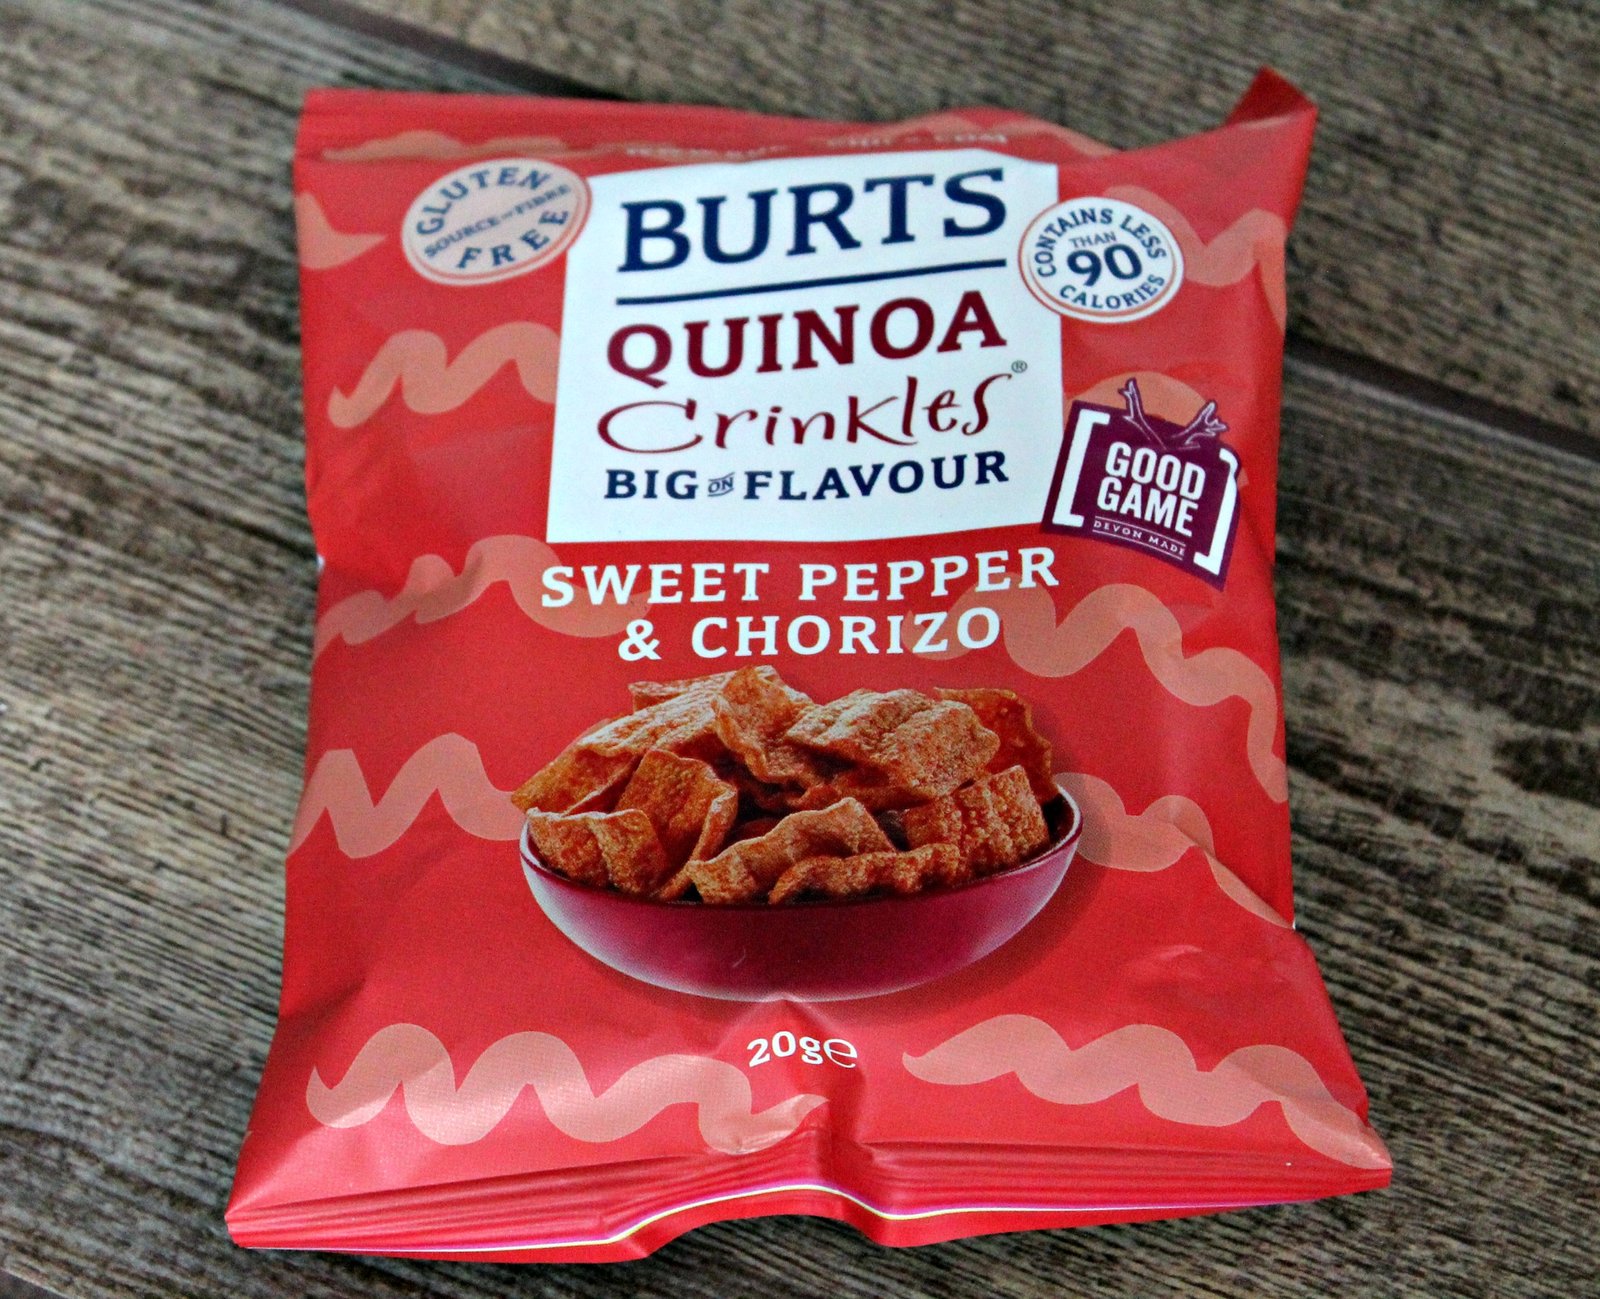 GLUTEN
SOURCE OF FIBRE
FREE
BURTS
QUINOA
Crinkles®
BIG ON FLAVOUR
CONTAINS LESS
THAN
90
CALORIES
GOOD
GAME
DEVON MADE
SWEET PEPPER
& CHORIZO
20g℮